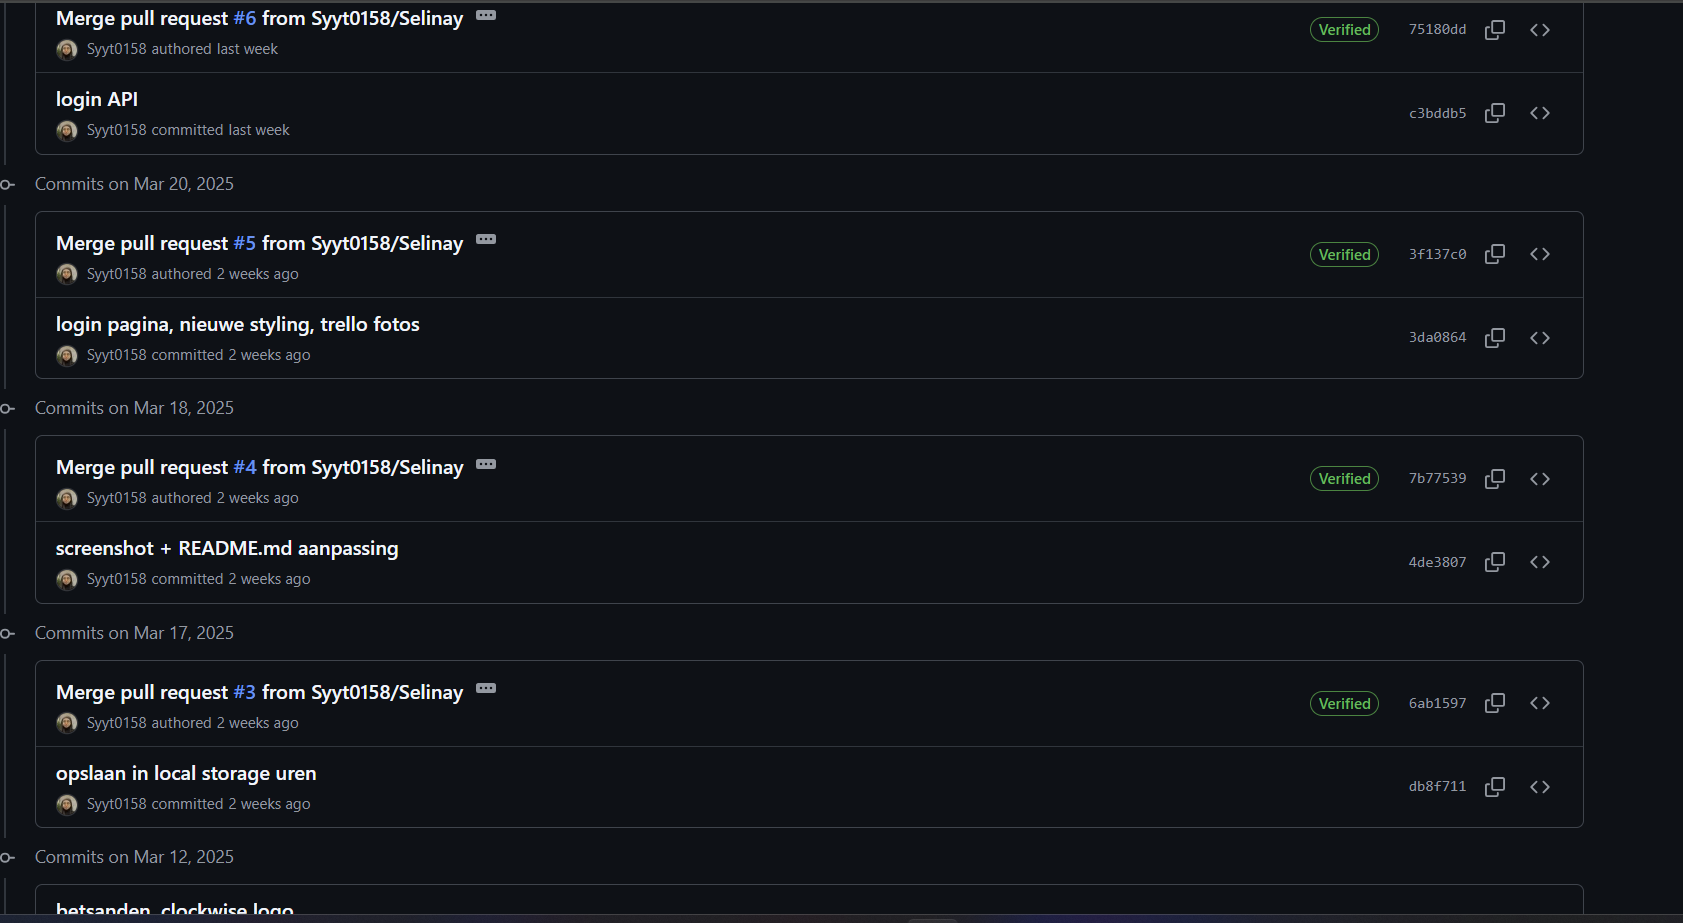 Merge pull request #6 from Syyt0158/Selinay
Syyt0158 authored last week
Verified
75180dd
login API
Syyt0158 committed last week
c3bddb5
Commits on Mar 20, 2025
Merge pull request #5 from Syyt0158/Selinay
Syyt0158 authored 2 weeks ago
Verified
3f137c0
login pagina, nieuwe styling, trello fotos
Syyt0158 committed 2 weeks ago
3da0864
Commits on Mar 18, 2025
Merge pull request #4 from Syyt0158/Selinay
Syyt0158 authored 2 weeks ago
Verified
7b77539
screenshot + README.md aanpassing
Syyt0158 committed 2 weeks ago
4de3807
Commits on Mar 17, 2025
Merge pull request #3 from Syyt0158/Selinay
Syyt0158 authored 2 weeks ago
Verified
6ab1597
opslaan in local storage uren
Syyt0158 committed 2 weeks ago
db8f711
Commits on Mar 12, 2025
betsanden, clockwise logo